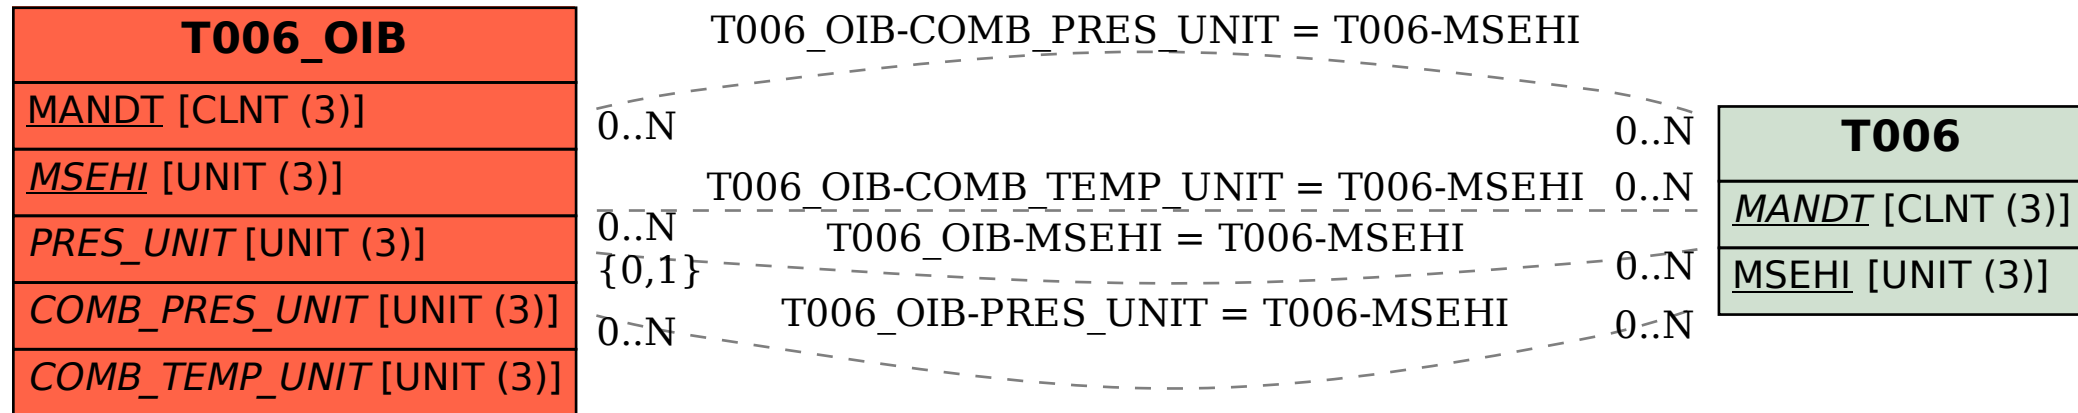 T006_OIB
MANDT [CLNT (3)]
MSEHI [UNIT (3)]
PRES_UNIT [UNIT (3)]
COMB_PRES_UNIT [UNIT (3)]
COMB_TEMP_UNIT [UNIT (3)]
T006_OIB-COMB_PRES_UNIT = T006-MSEHI
0..N
0..N
T006_OIB-COMB_TEMP_UNIT = T006-MSEHI
0..N
0..N
T006_OIB-MSEHI = T006-MSEHI
{0,1}
0..N
T006_OIB-PRES_UNIT = T006-MSEHI
0..N
0..N
T006
MANDT [CLNT (3)]
MSEHI [UNIT (3)]